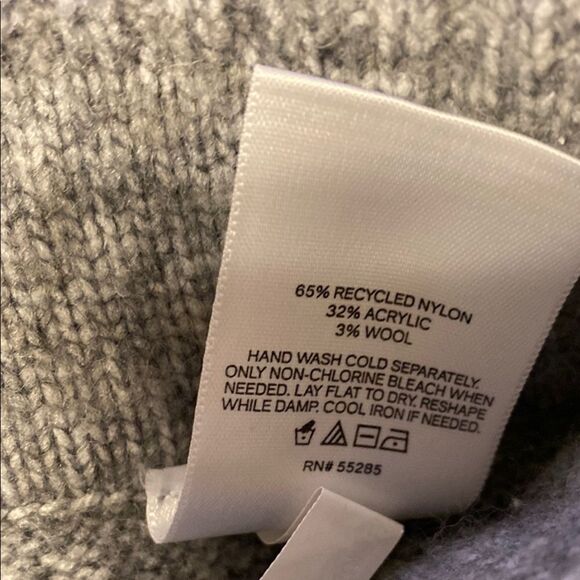 65% RECYCLED NYLON
32% ACRYLIC
3% WOOL
HAND WASH COLD SEPARATELY.
ONLY NON-CHLORINE BLEACH WHEN
NEEDED. LAY FLAT TO DRY. RESHAPE
WHILE DAMP. COOL IRON IF NEEDED.
RN# 55285